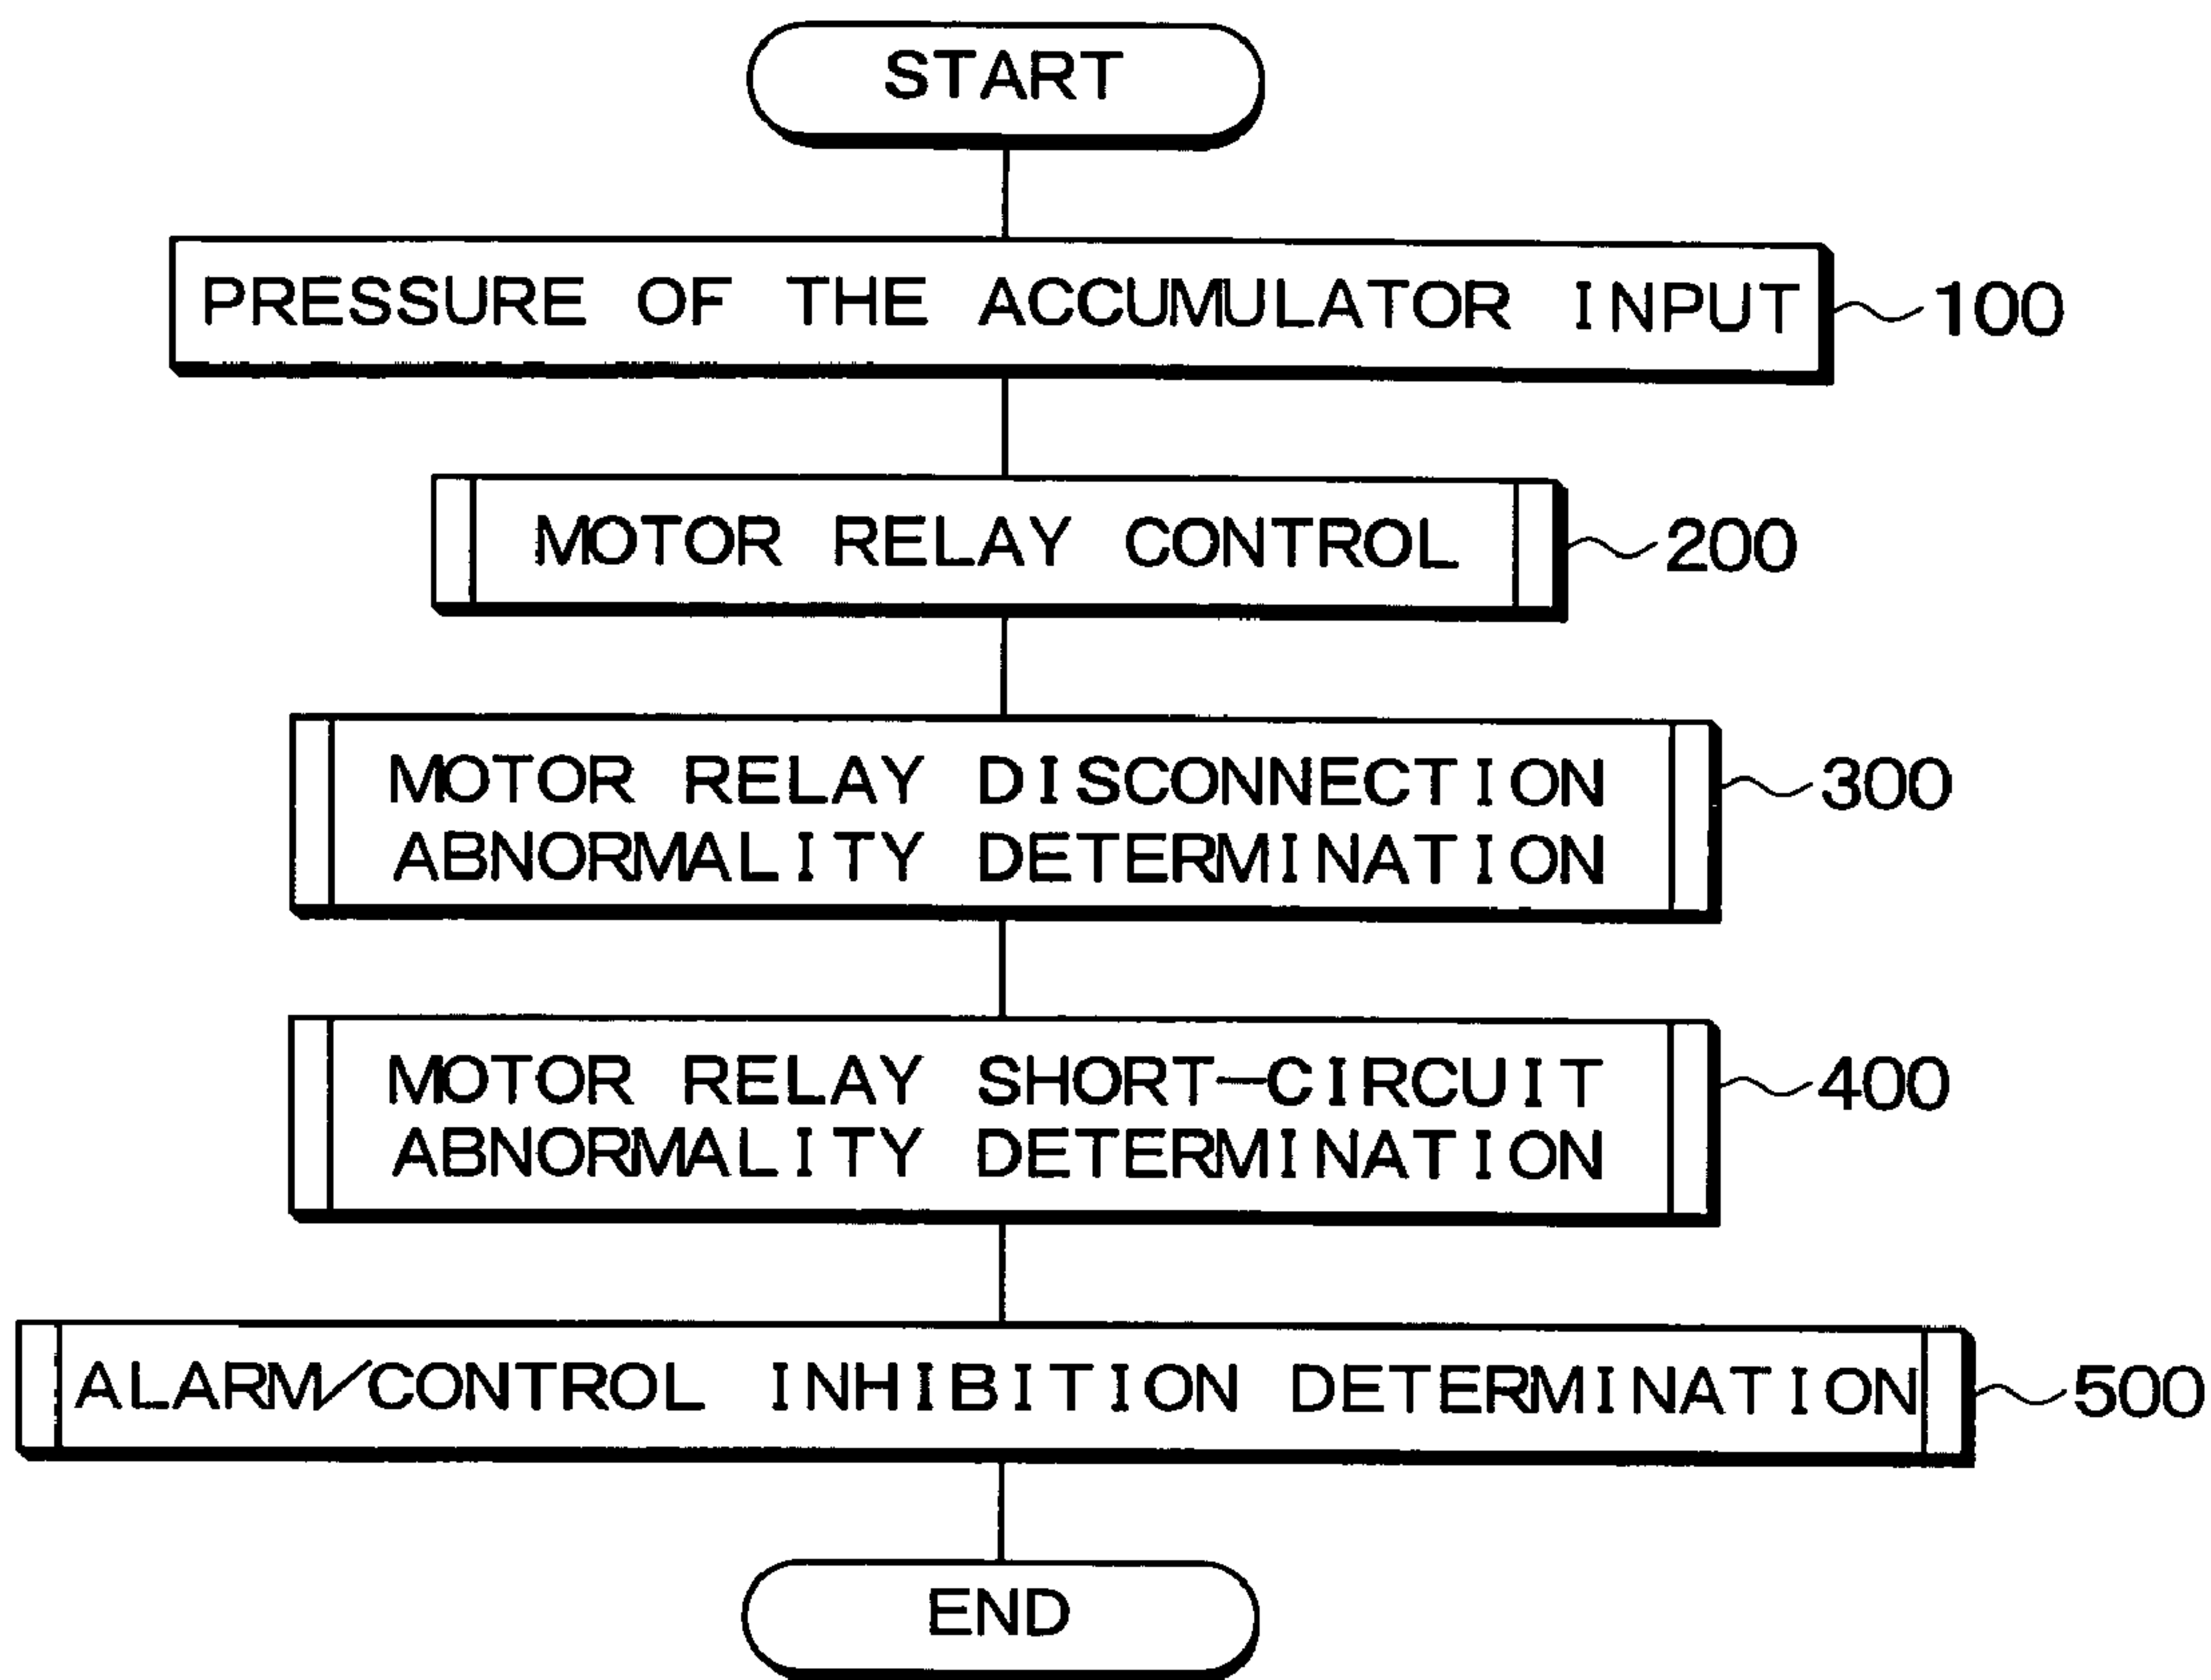 START
PRESSURE OF THE ACCUMULATOR INPUT
100
MOTOR RELAY CONTROL
200
MOTOR RELAY DISCONNECTION
ABNORMALITY DETERMINATION
300
MOTOR RELAY SHORT-CIRCUIT
ABNORMALITY DETERMINATION
400
ALARM/CONTROL INHIBITION DETERMINATION
500
END